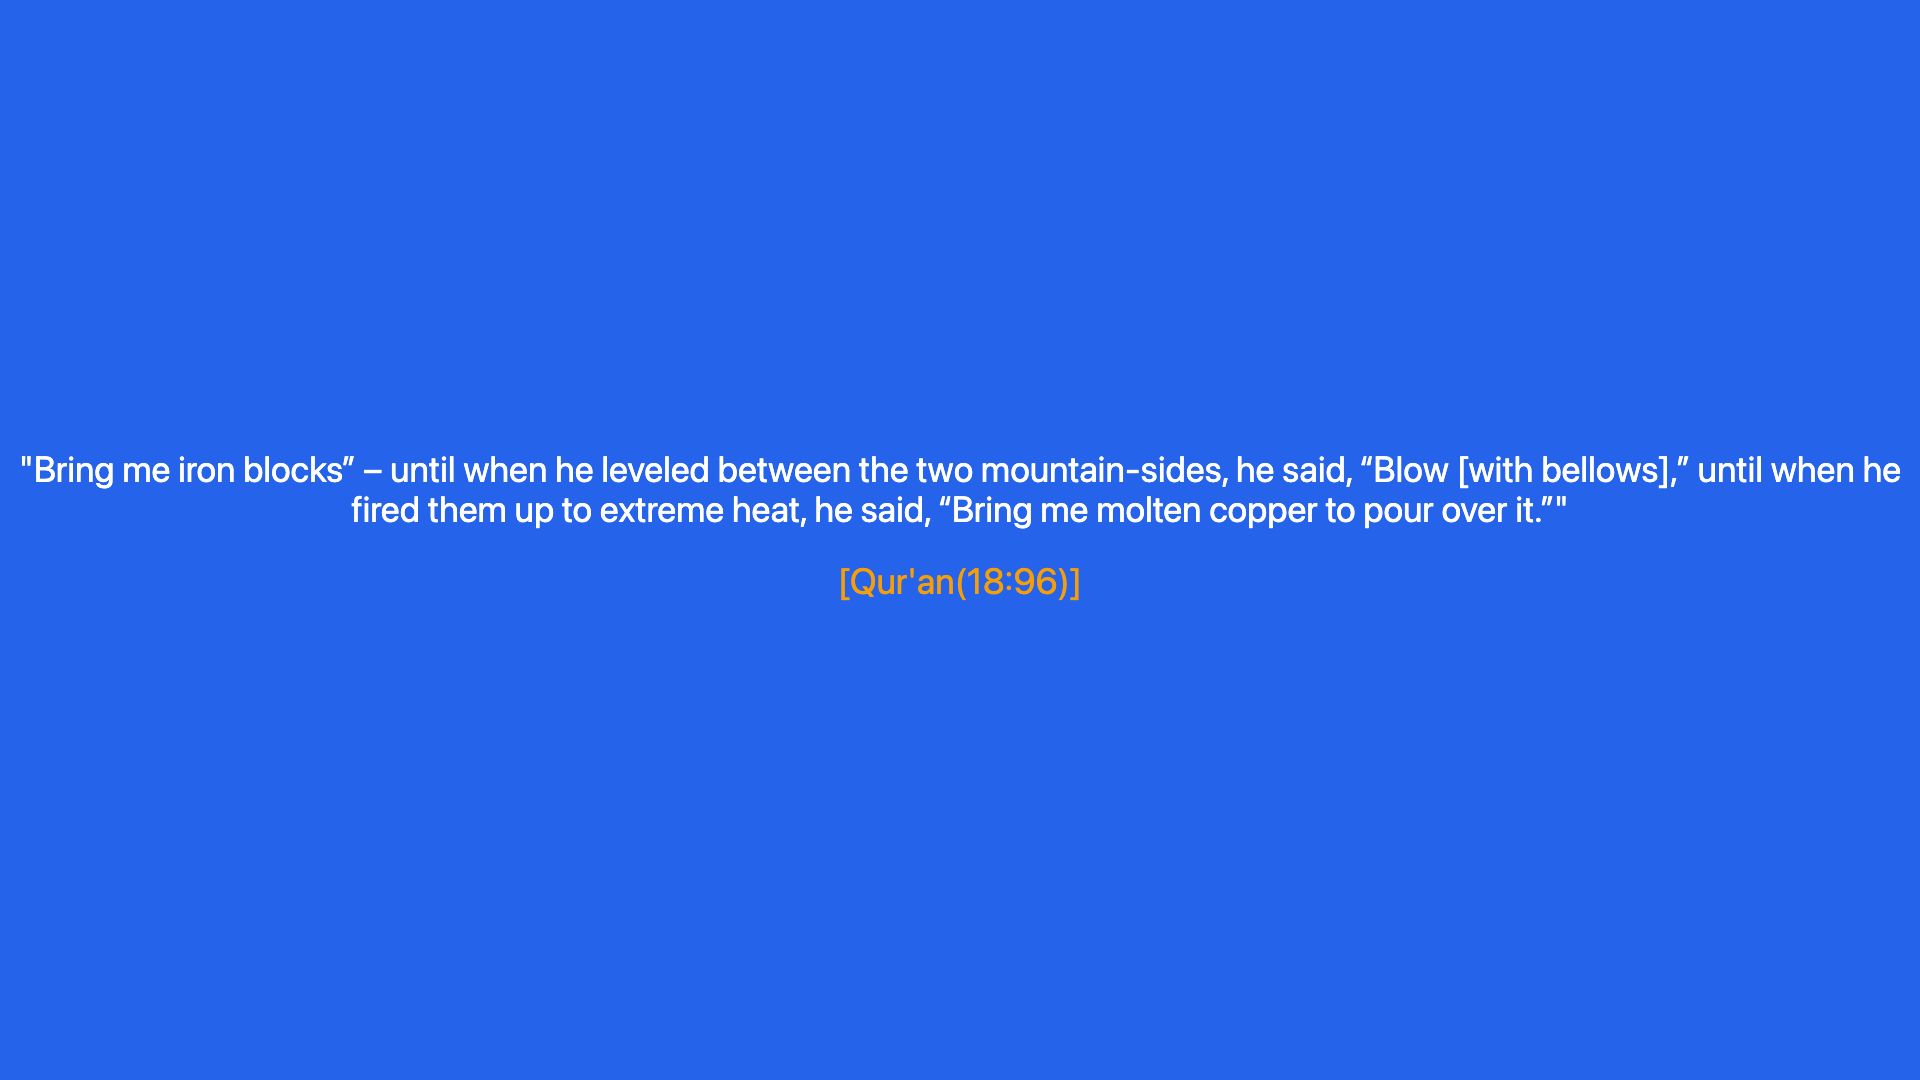 "Bring me iron blocks” – until when he leveled between the two mountain-sides, he said, “Blow [with bellows],” until when he
fired them up to extreme heat, he said, “Bring me molten copper to pour over it.”"
[Qur'an(18:96)]